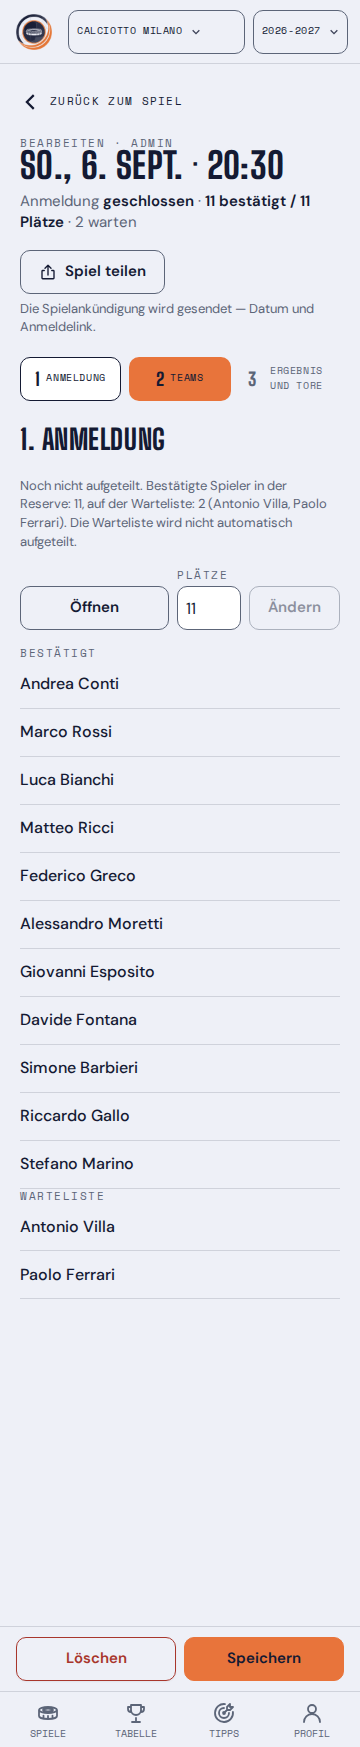 CALCIOTTO MILANO
2026-2027
ZURÜCK ZUM SPIEL
BEARBEITEN · ADMIN
SO., 6. SEPT. · 20:30
Anmeldung geschlossen · 11 bestätigt / 11
Plätze · 2 warten
Spiel teilen
Die Spielankündigung wird gesendet — Datum und
Anmeldelink.
1 ANMELDUNG
2 TEAMS
3 ERGEBNIS
UND TORE
1. ANMELDUNG
Noch nicht aufgeteilt. Bestätigte Spieler in der
Reserve: 11, auf der Warteliste: 2 (Antonio Villa, Paolo
Ferrari). Die Warteliste wird nicht automatisch
aufgeteilt.
PLÄTZE
Öffnen
11
Ändern
BESTÄTIGT
Andrea Conti
Marco Rossi
Luca Bianchi
Matteo Ricci
Federico Greco
Alessandro Moretti
Giovanni Esposito
Davide Fontana
Simone Barbieri
Riccardo Gallo
Stefano Marino
WARTELISTE
Antonio Villa
Paolo Ferrari
Löschen
Speichern
SPIELE
TABELLE
TIPPS
PROFIL